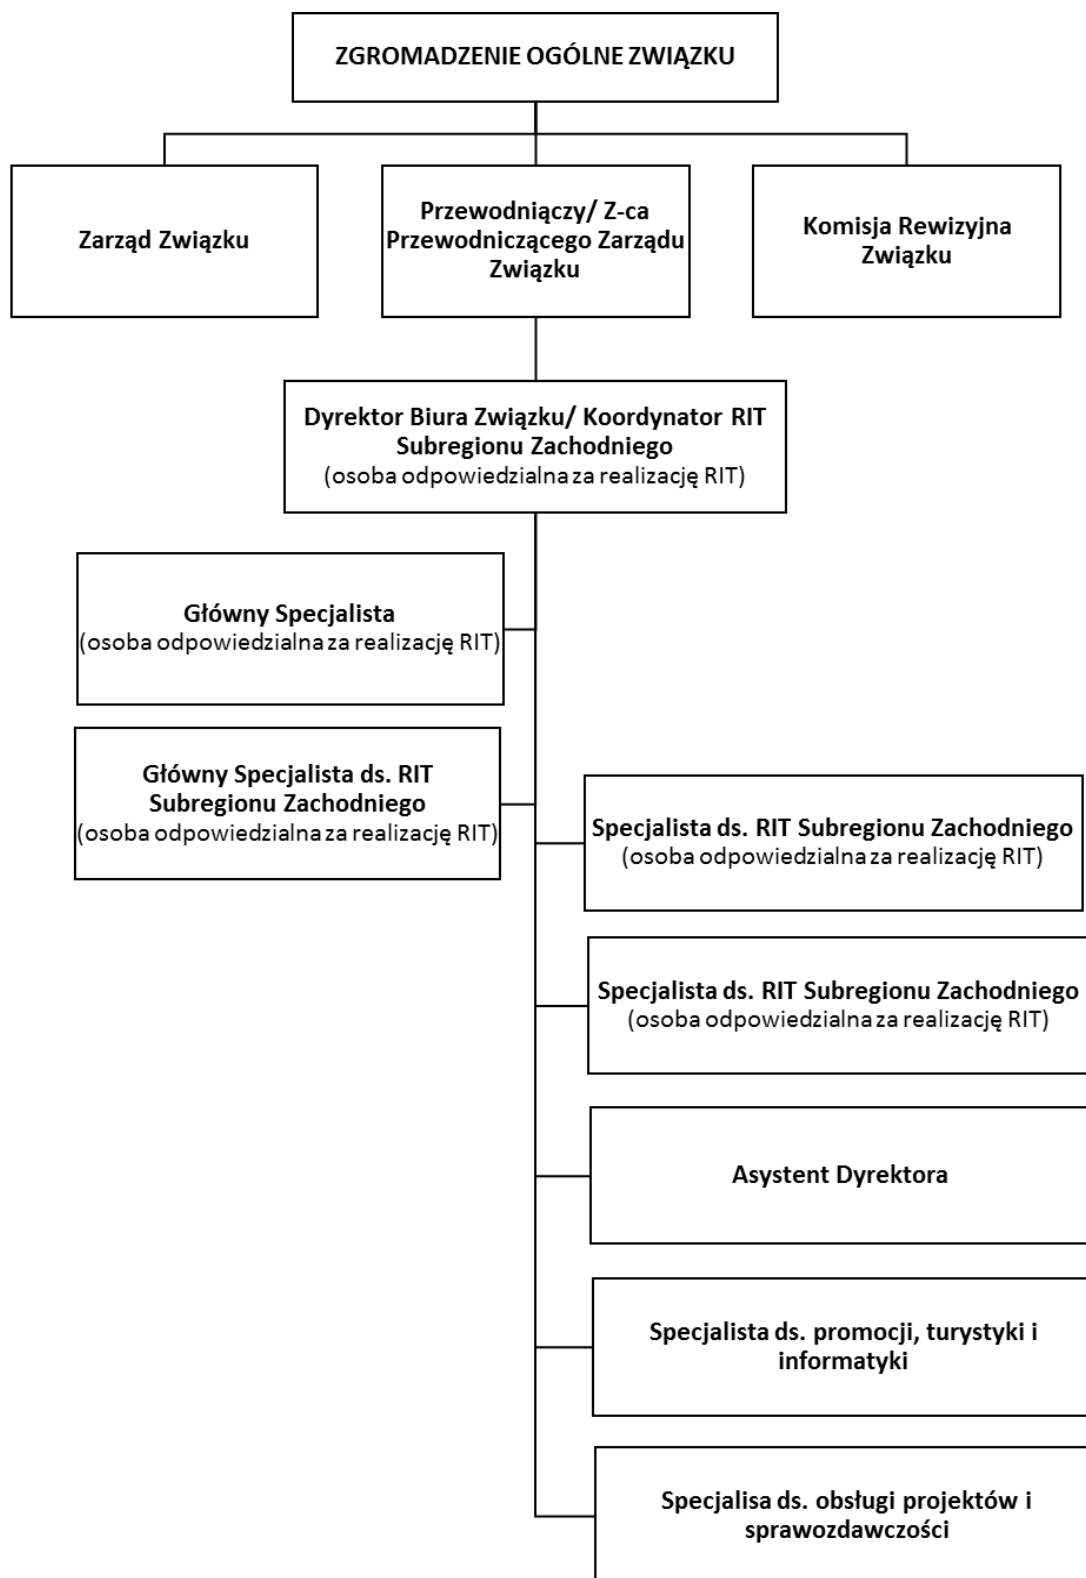 ZGROMADZENIE OGÓLNE ZWIĄZKU
Zarząd Związku
Przewodniączy/ Z-ca
Przewodniczącego Zarządu
Związku
Komisja Rewizyjna
Związku
Dyrektor Biura Związku/ Koordynator RIT
Subregionu Zachodniego
(osoba odpowiedzialna za realizację RIT)
Główny Specjalista
(osoba odpowiedzialna za realizację RIT)
Główny Specjalista ds. RIT
Subregionu Zachodniego
(osoba odpowiedzialna za realizację RIT)
Specjalista ds. RIT Subregionu Zachodniego
(osoba odpowiedzialna za realizację RIT)
Specjalista ds. RIT Subregionu Zachodniego
(osoba odpowiedzialna za realizację RIT)
Asystent Dyrektora
Specjalista ds. promocji, turystyki i
informatyki
Specjalisa ds. obsługi projektów i
sprawozdawczości